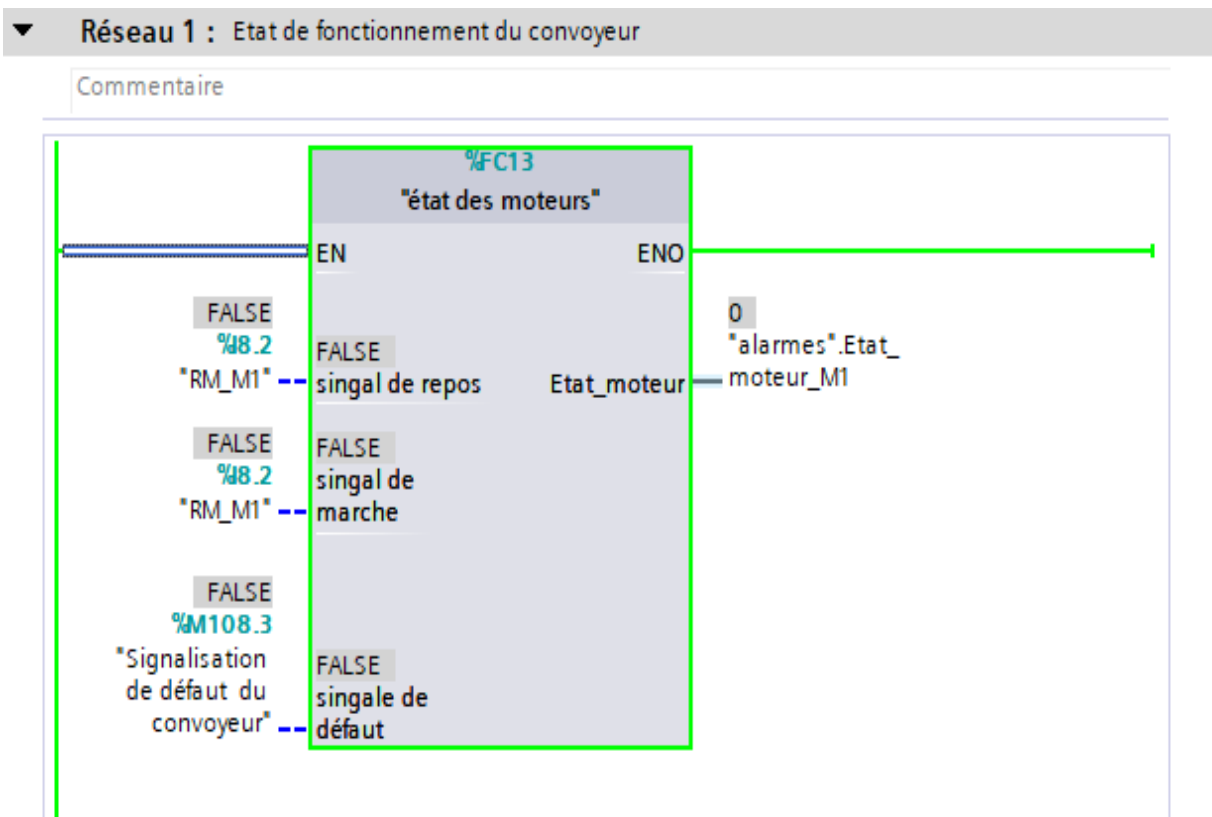 Réseau 1 : Etat de fonctionnement du convoyeur
Commentaire
%FC13
"état des moteurs"
EN ENO
FALSE
%I8.2
"RM_M1"
FALSE
singal de repos
0
"alarmes".Etat_
moteur_M1
Etat_moteur
FALSE
%I8.2
"RM_M1"
FALSE
singal de
marche
FALSE
%M108.3
"Signalisation
de défaut du
convoyeur"
FALSE
singale de
défaut